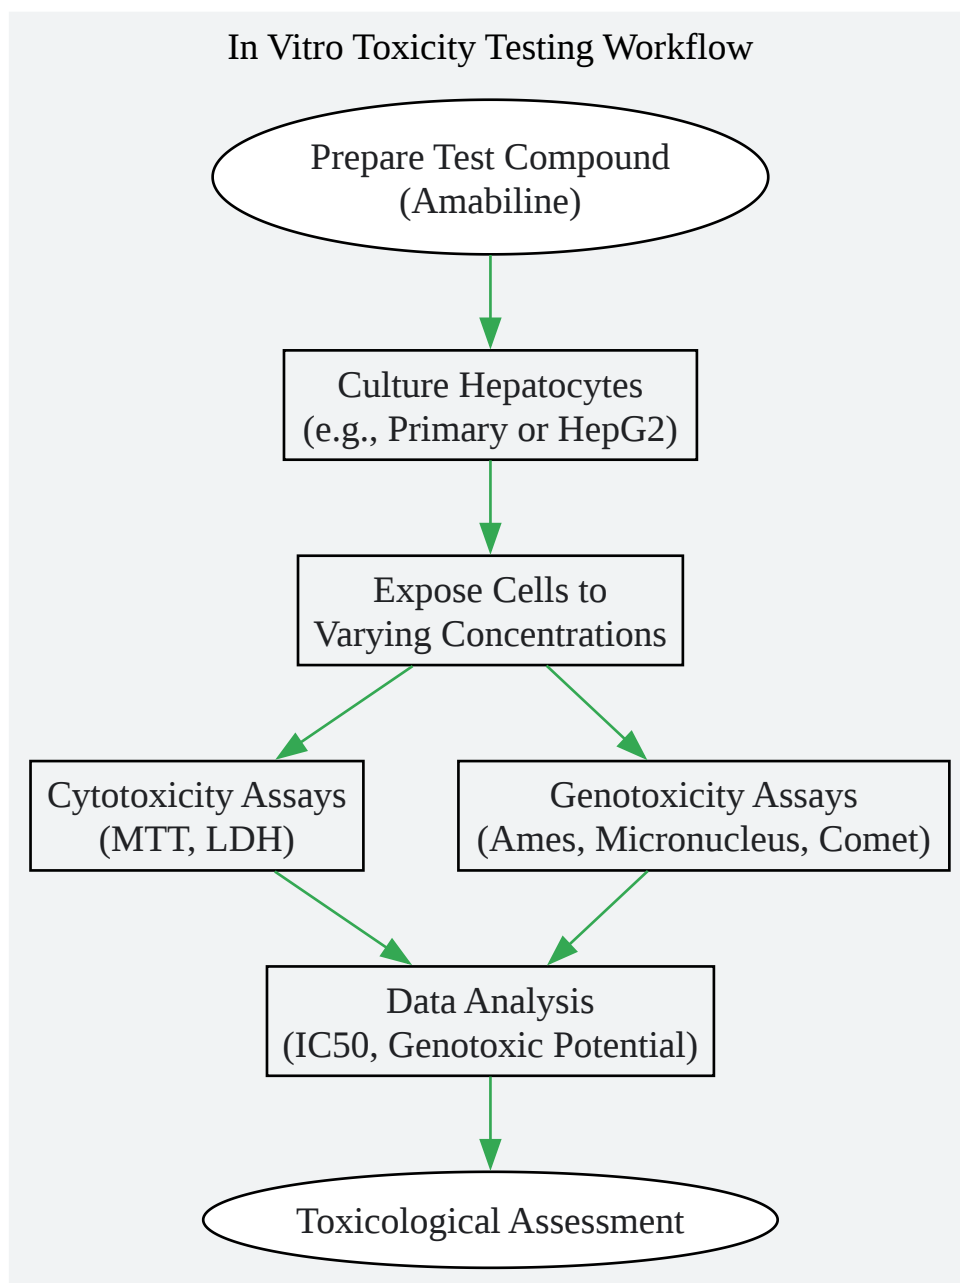 In Vitro Toxicity Testing Workflow
Prepare Test Compound
(Amabiline)
Culture Hepatocytes
(e.g., Primary or HepG2)
Expose Cells to
Varying Concentrations
Cytotoxicity Assays
(MTT, LDH)
Genotoxicity Assays
(Ames, Micronucleus, Comet)
Data Analysis
(IC50, Genotoxic Potential)
Toxicological Assessment